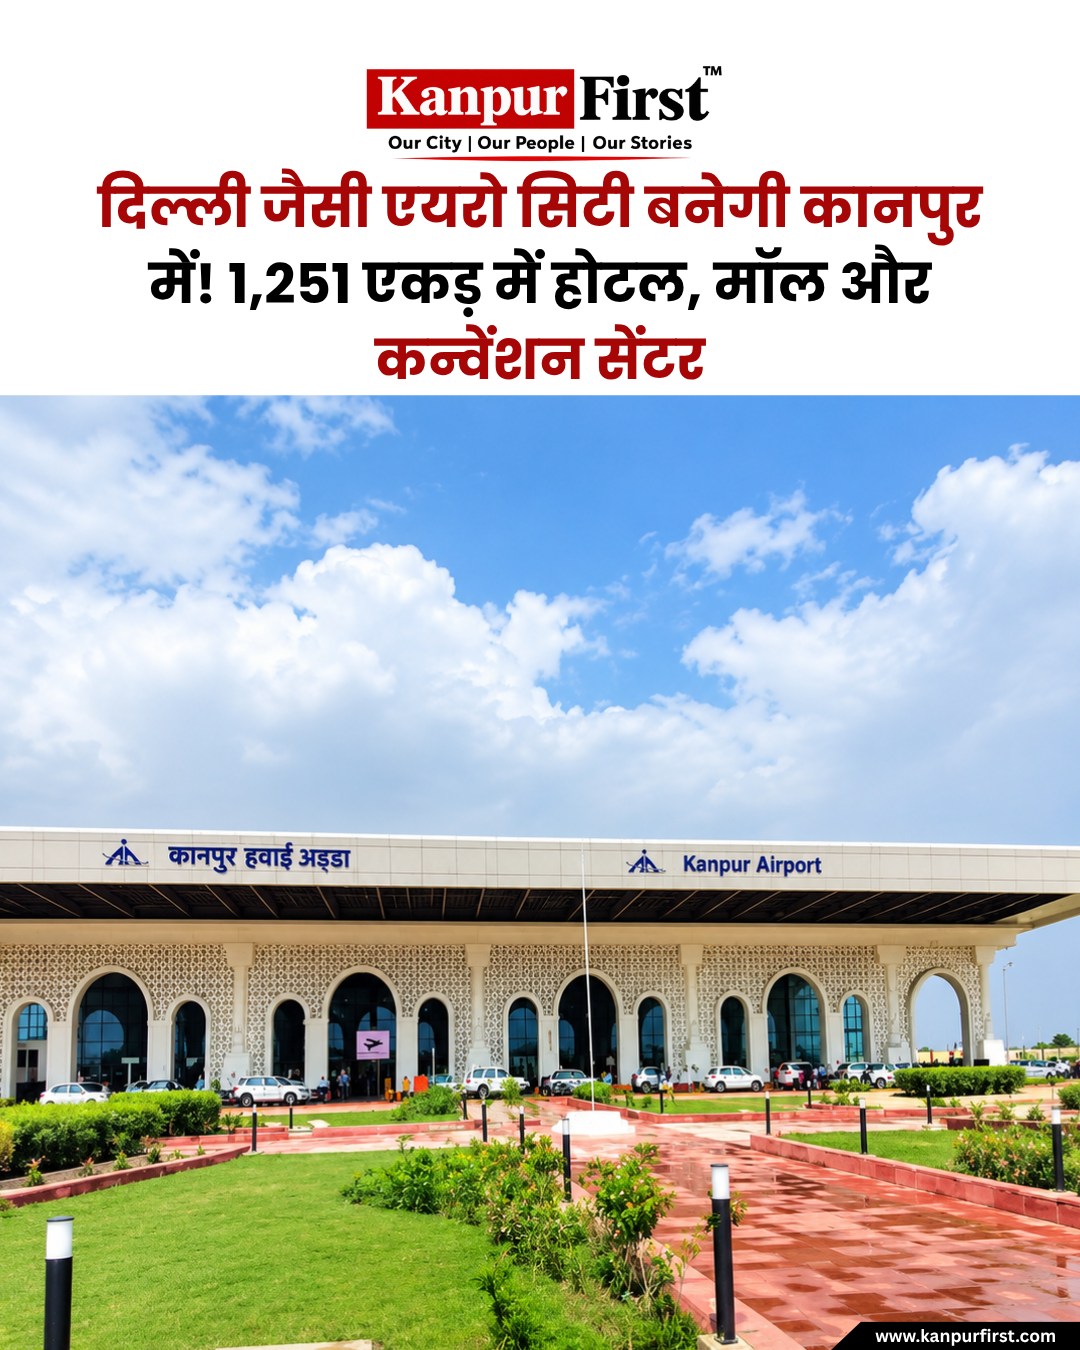 Kanpur First™
Our City | Our People | Our Stories
दिल्ली जैसी एयरो सिटी बनेगी कानपुर
में! 1,251 एकड़ में होटल, मॉल और
कन्वेंशन सेंटर
कानपुर हवाई अड्डा
Kanpur Airport
www.kanpurfirst.com